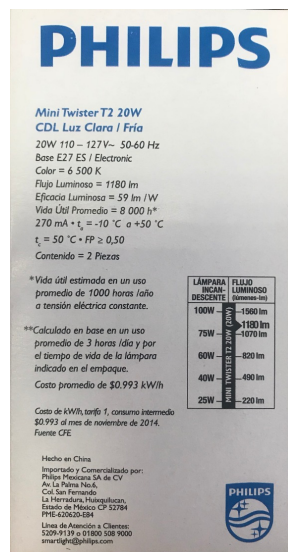 PHILIPS
Mini Twister T2 20W
CDL Luz Clara / Fría
20W 110 – 127V~ 50-60 Hz
Base E27 ES / Electronic
Color = 6 500 K
Flujo Luminoso = 1180 lm
Eficacia Luminosa = 59 lm / W
Vida Útil Promedio = 8 000 h*
270 mA • ta = -10 °C a +50 °C
tc = 50 °C • FP ≥ 0,50
Contenido = 2 Piezas
*Vida útil estimada en un uso
promedio de 1000 horas /año
a tensión eléctrica constante.
**Calculado en base en un uso
promedio de 3 horas /día y por
el tiempo de vida de la lámpara
indicado en el empaque.
Costo promedio de $0.993 kW/h
Costo de kW/h, tarifa 1, consumo intermedio
$0.993 al mes de noviembre de 2014.
Fuente CFE
LÁMPARA INCAN- DESCENTE
FLUJO LUMINOSO (lúmenes-lm)
100W 1560 lm
1180 lm
75W 1070 lm
60W 820 lm
40W 490 lm
25W 220 lm
MINI TWISTER T2 20W (20W)
Hecho en China
Importado y Comercializado por:
Philips Mexicana SA de CV
Av. La Palma No.6,
Col. San Fernando
La Herradura, Huixquilucan,
Estado de México CP 52784
PME-620620-E84
Línea de Atención a Clientes:
5209-9139 o 01800 508 9000
smartlight@philips.com
PHILIPS